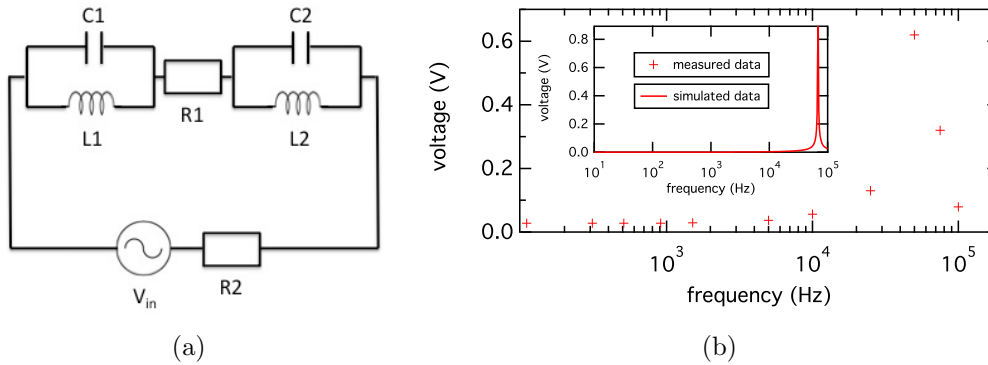 C1
C2
R1
L1
L2
V_in
R2
(a)
voltage (V)
0.6
0.4
0.2
0.0
10^3
10^4
10^5
frequency (Hz)
voltage (V)
0.8
0.6
0.4
0.2
0.0
10^1
10^2
10^3
10^4
10^5
frequency (Hz)
measured data
simulated data
(b)